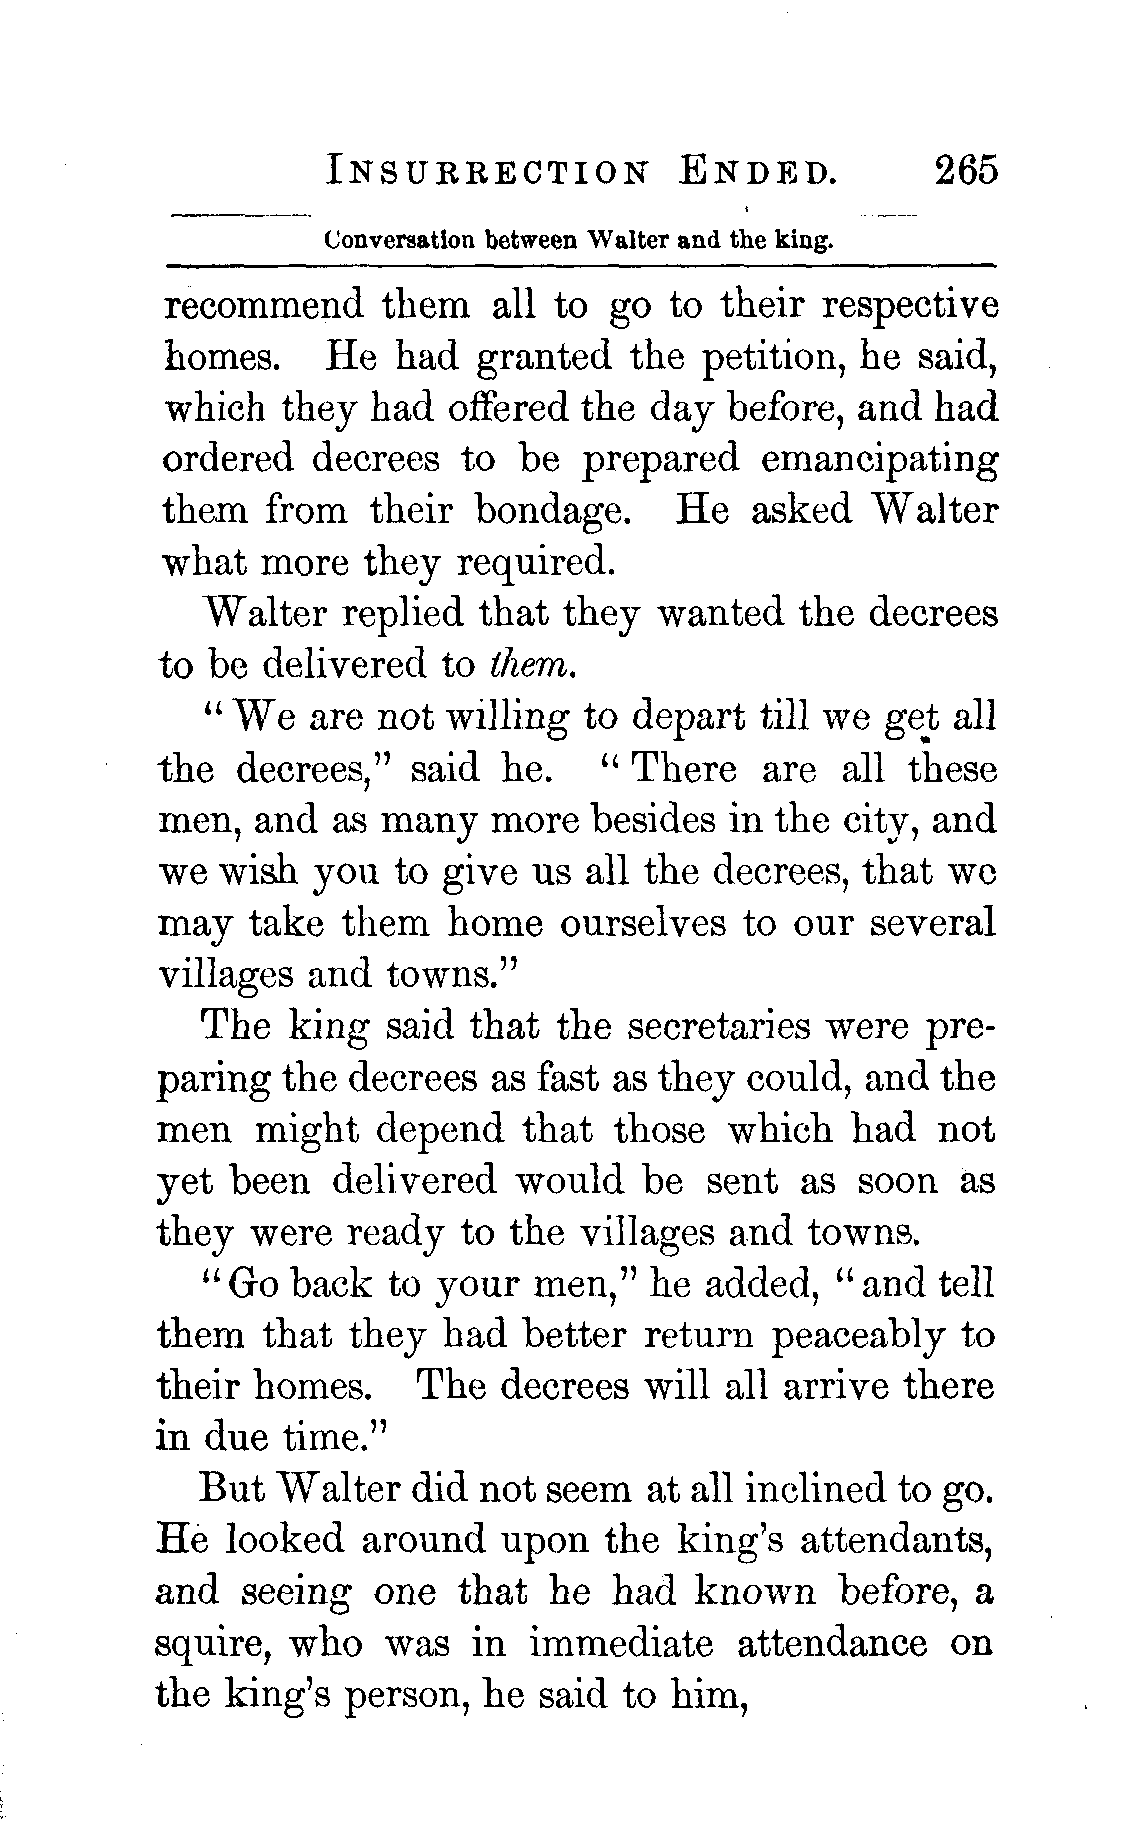 INSURRECTION ENDED. 265
Conversation between Walter and the king.
recommend them all to go to their respective
homes. He had granted the petition, he said,
which they had offered the day before, and had
ordered decrees to be prepared emancipating
them from their bondage. He asked Walter
what more they required.
Walter replied that they wanted the decrees
to be delivered to them.
"We are not willing to depart till we get all
the decrees," said he. "There are all these
men, and as many more besides in the city, and
we wish you to give us all the decrees, that we
may take them home ourselves to our several
villages and towns."
The king said that the secretaries were pre-
paring the decrees as fast as they could, and the
men might depend that those which had not
yet been delivered would be sent as soon as
they were ready to the villages and towns.
"Go back to your men," he added, "and tell
them that they had better return peaceably to
their homes. The decrees will all arrive there
in due time."
But Walter did not seem at all inclined to go.
He looked around upon the king's attendants,
and seeing one that he had known before, a
squire, who was in immediate attendance on
the king's person, he said to him,